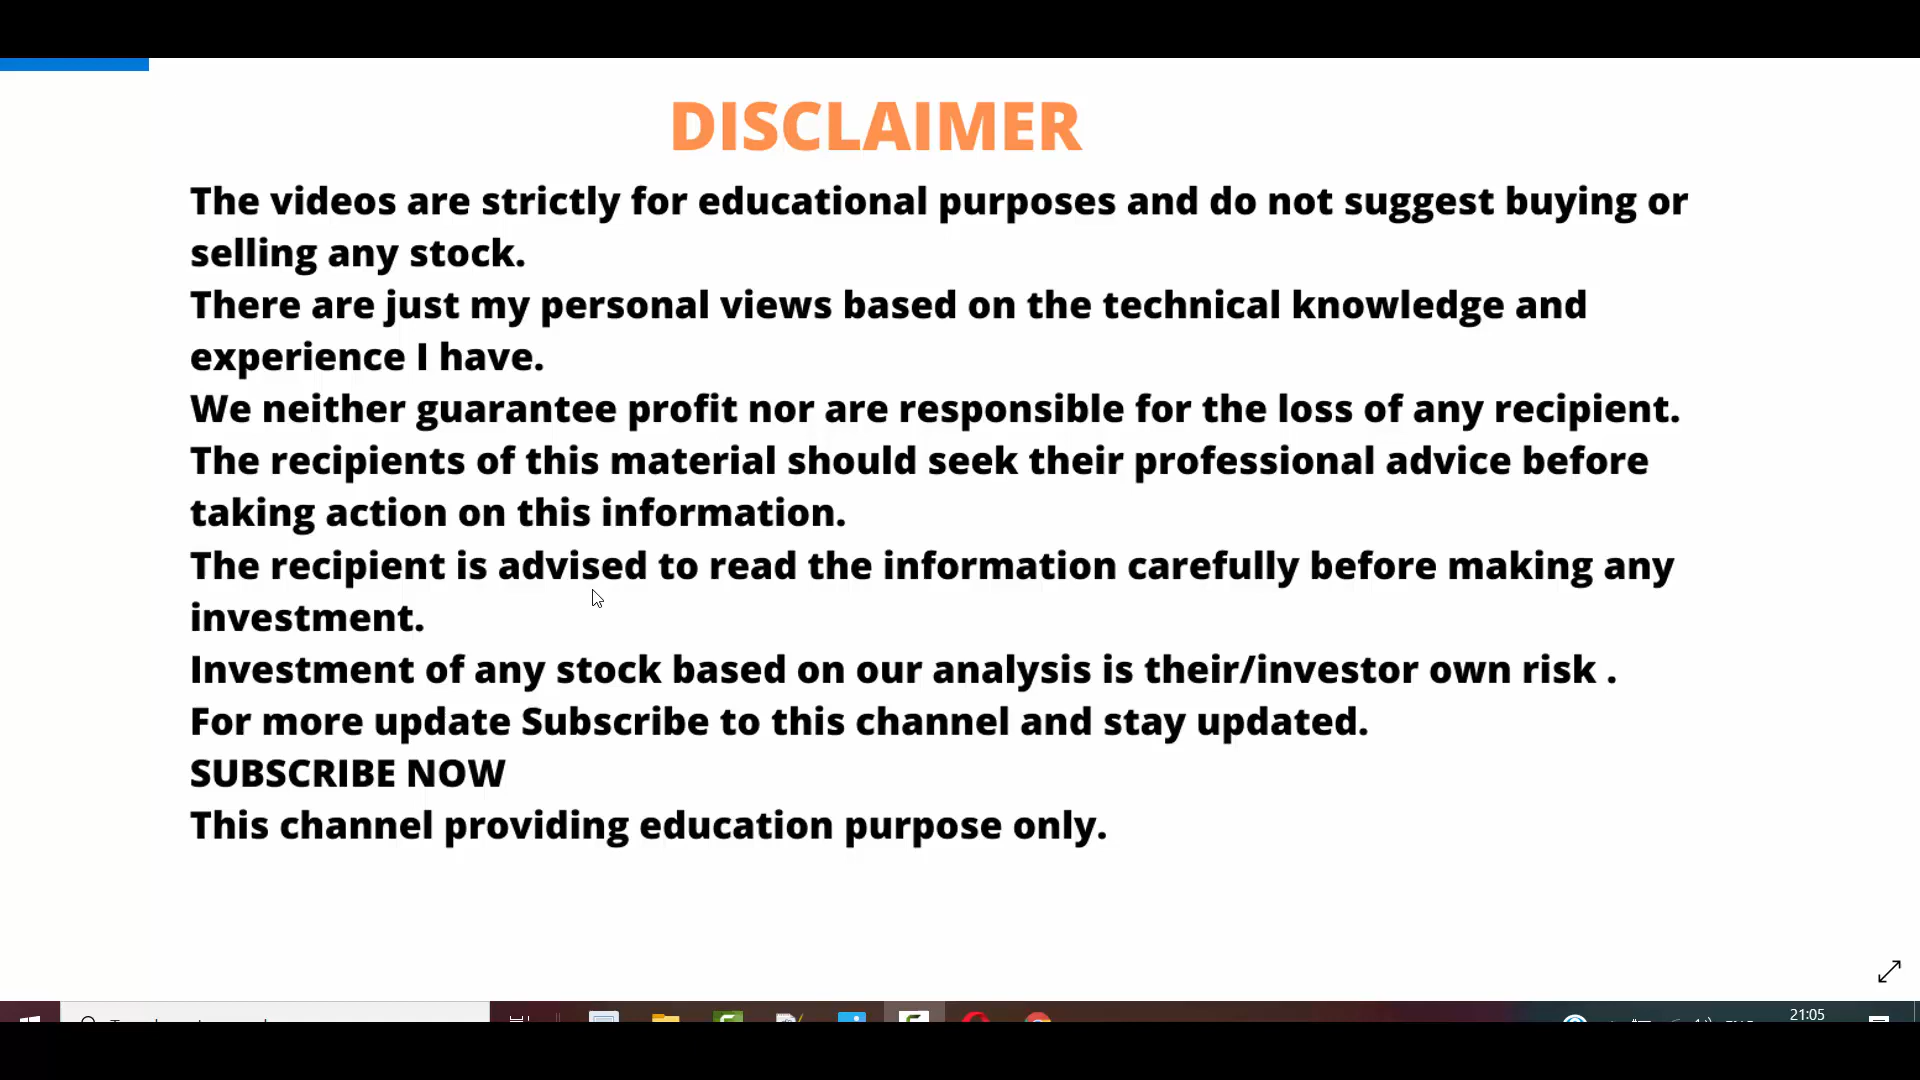 DISCLAIMER
The videos are strictly for educational purposes and do not suggest buying or
selling any stock.
There are just my personal views based on the technical knowledge and
experience I have.
We neither guarantee profit nor are responsible for the loss of any recipient.
The recipients of this material should seek their professional advice before
taking action on this information.
The recipient is advised to read the information carefully before making any
investment.
Investment of any stock based on our analysis is their/investor own risk .
For more update Subscribe to this channel and stay updated.
SUBSCRIBE NOW
This channel providing education purpose only.
21:05